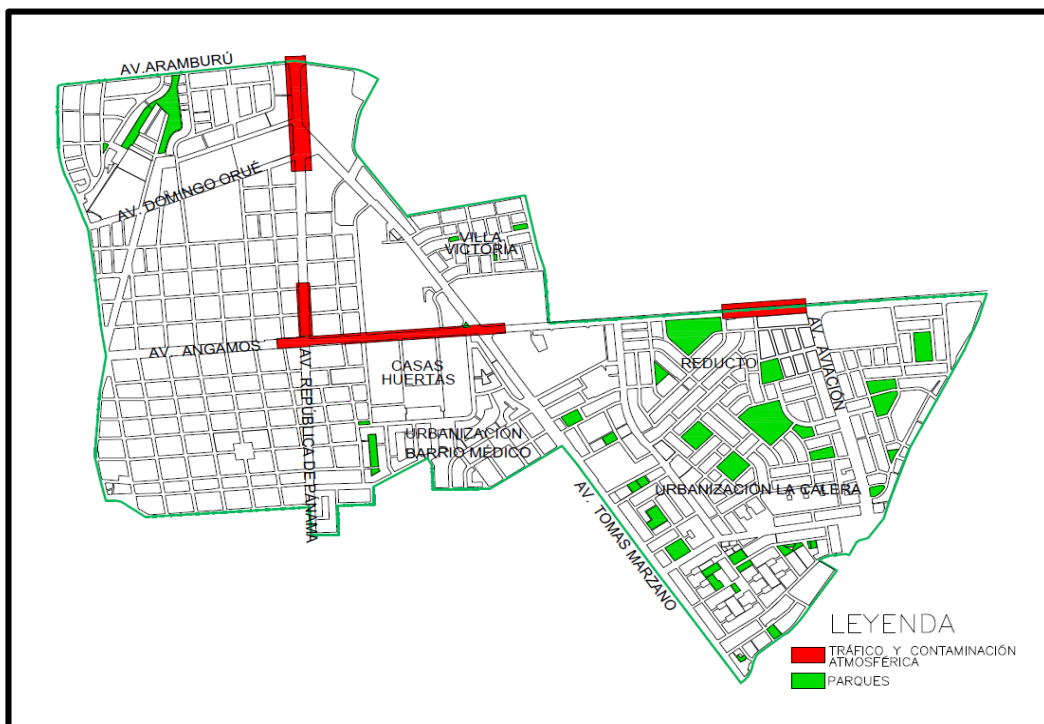 AV.ARAMBURÚ
AV. DOMINGO ORUÉ
VILLA
VICTORIA
AV. ANGAMOS
AV. REPÚBLICA DE PANAMÁ
CASAS
HUERTAS
REDUCTO
AV. AVIACIÓN
URBANIZACIÓN
BARRIO MÉDICO
URBANIZACIÓN LA CALERA
AV. TOMAS MARZANO
LEYENDA
TRÁFICO Y CONTAMINACIÓN
ATMOSFÉRICA
PARQUES